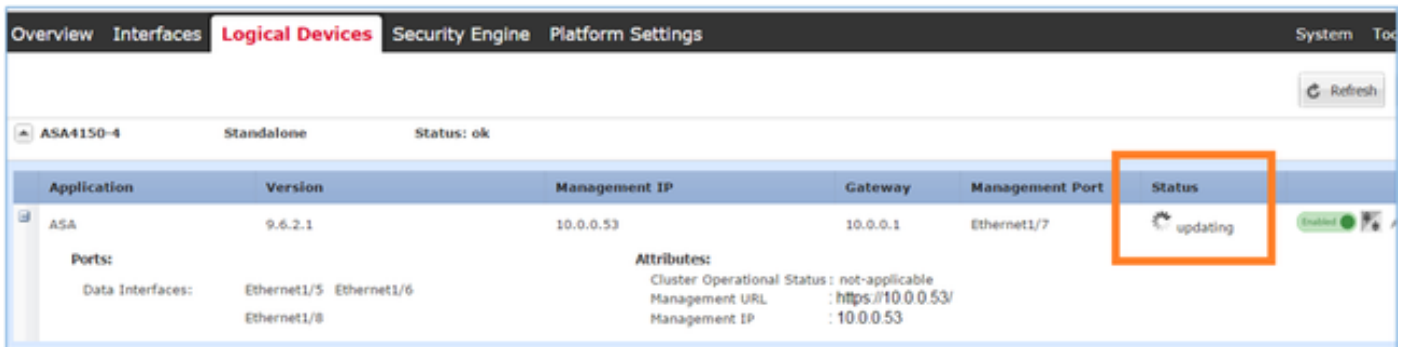 Overview Interfaces Logical Devices Security Engine Platform Settings System
Refresh
ASA4150-4 Standalone Status: ok
Application Version Management IP Gateway Management Port Status
ASA 9.6.2.1 10.0.0.53 10.0.0.1 Ethernet1/7 updating Enabled
Ports: Attributes:
Data Interfaces: Ethernet1/5 Ethernet1/6 Cluster Operational Status : not-applicable
Management URL : https://10.0.0.53/
Ethernet1/8 Management IP : 10.0.0.53